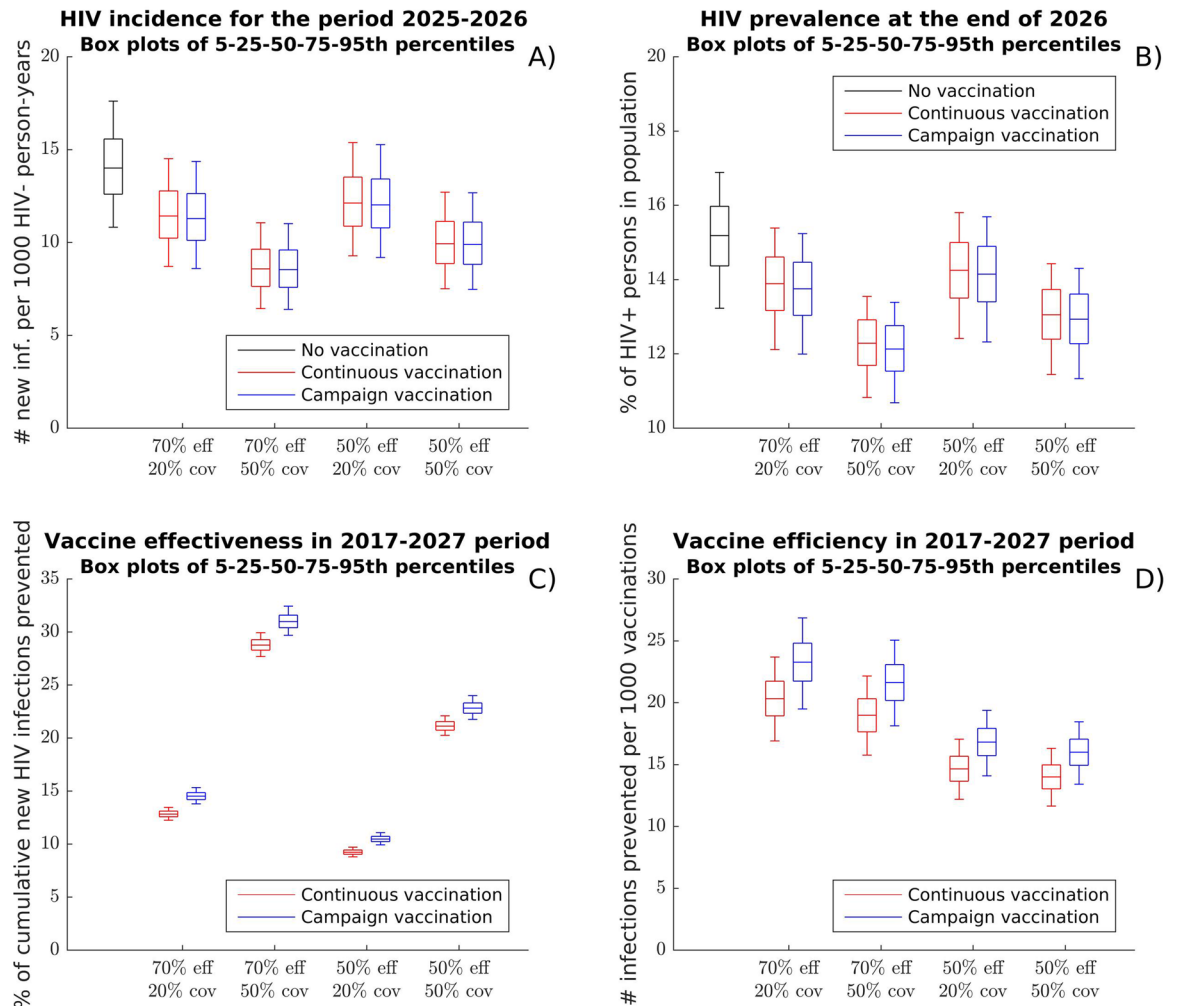 HIV incidence for the period 2025-2026
Box plots of 5-25-50-75-95th percentiles
A)
# new inf. per 1000 HIV- person-years
20
15
10
5
0
No vaccination
Continuous vaccination
Campaign vaccination
70% eff 70% eff 50% eff 50% eff
20% cov 50% cov 20% cov 50% cov
HIV prevalence at the end of 2026
Box plots of 5-25-50-75-95th percentiles
B)
% of HIV+ persons in population
20
18
16
14
12
10
No vaccination
Continuous vaccination
Campaign vaccination
70% eff 70% eff 50% eff 50% eff
20% cov 50% cov 20% cov 50% cov
Vaccine effectiveness in 2017-2027 period
Box plots of 5-25-50-75-95th percentiles
C)
% of cumulative new HIV infections prevented
35
30
25
20
15
10
5
0
Continuous vaccination
Campaign vaccination
70% eff 70% eff 50% eff 50% eff
20% cov 50% cov 20% cov 50% cov
Vaccine efficiency in 2017-2027 period
Box plots of 5-25-50-75-95th percentiles
D)
# infections prevented per 1000 vaccinations
30
25
20
15
10
5
0
Continuous vaccination
Campaign vaccination
70% eff 70% eff 50% eff 50% eff
20% cov 50% cov 20% cov 50% cov